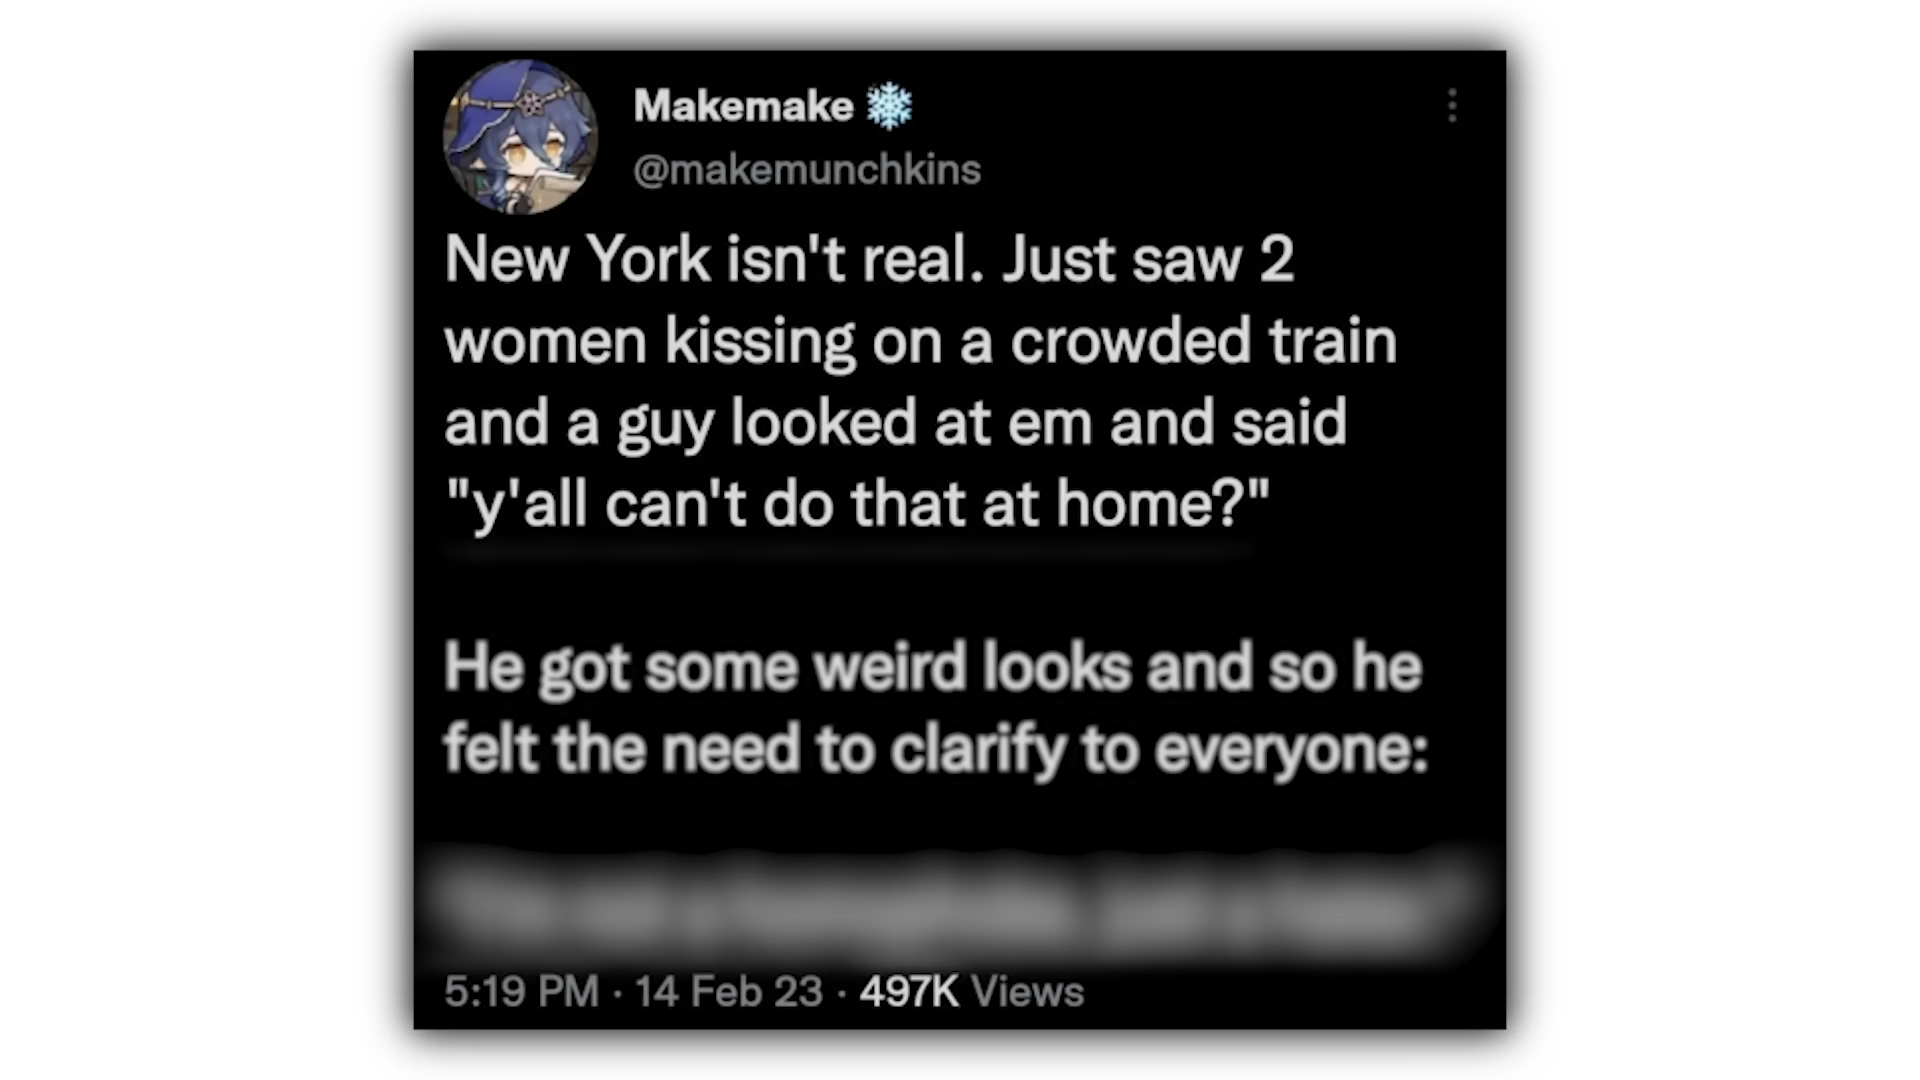 Makemake ❄️
@makemunchkins
New York isn't real. Just saw 2
women kissing on a crowded train
and a guy looked at em and said
"y'all can't do that at home?"
He got some weird looks and so he
felt the need to clarify to everyone:
5:19 PM · 14 Feb 23 · 497K Views